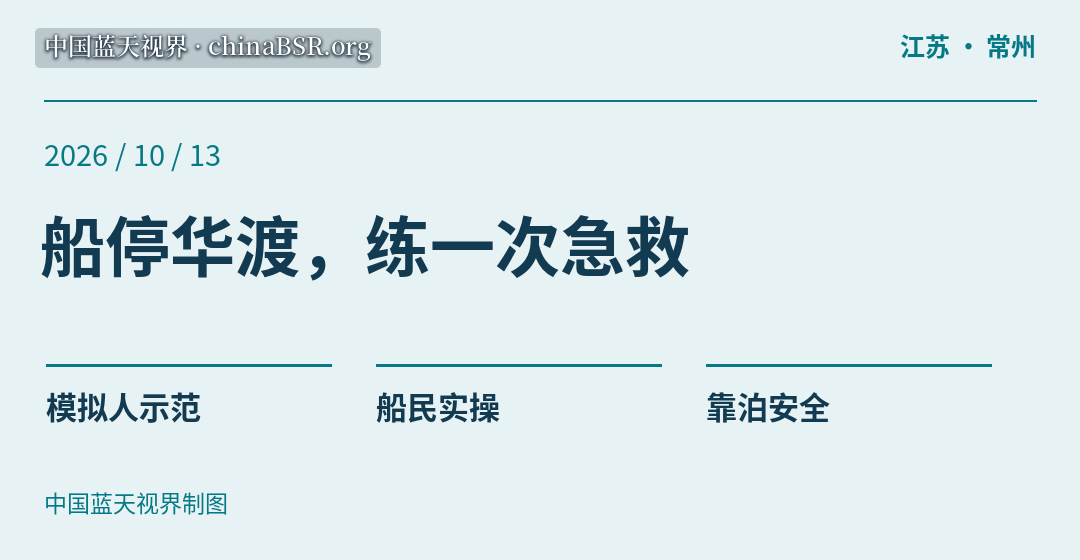 中国蓝天视界 · chinaBSR.org
江苏 · 常州
2026 / 10 / 13
船停华渡，练一次急救
模拟人示范
船民实操
靠泊安全
中国蓝天视界制图